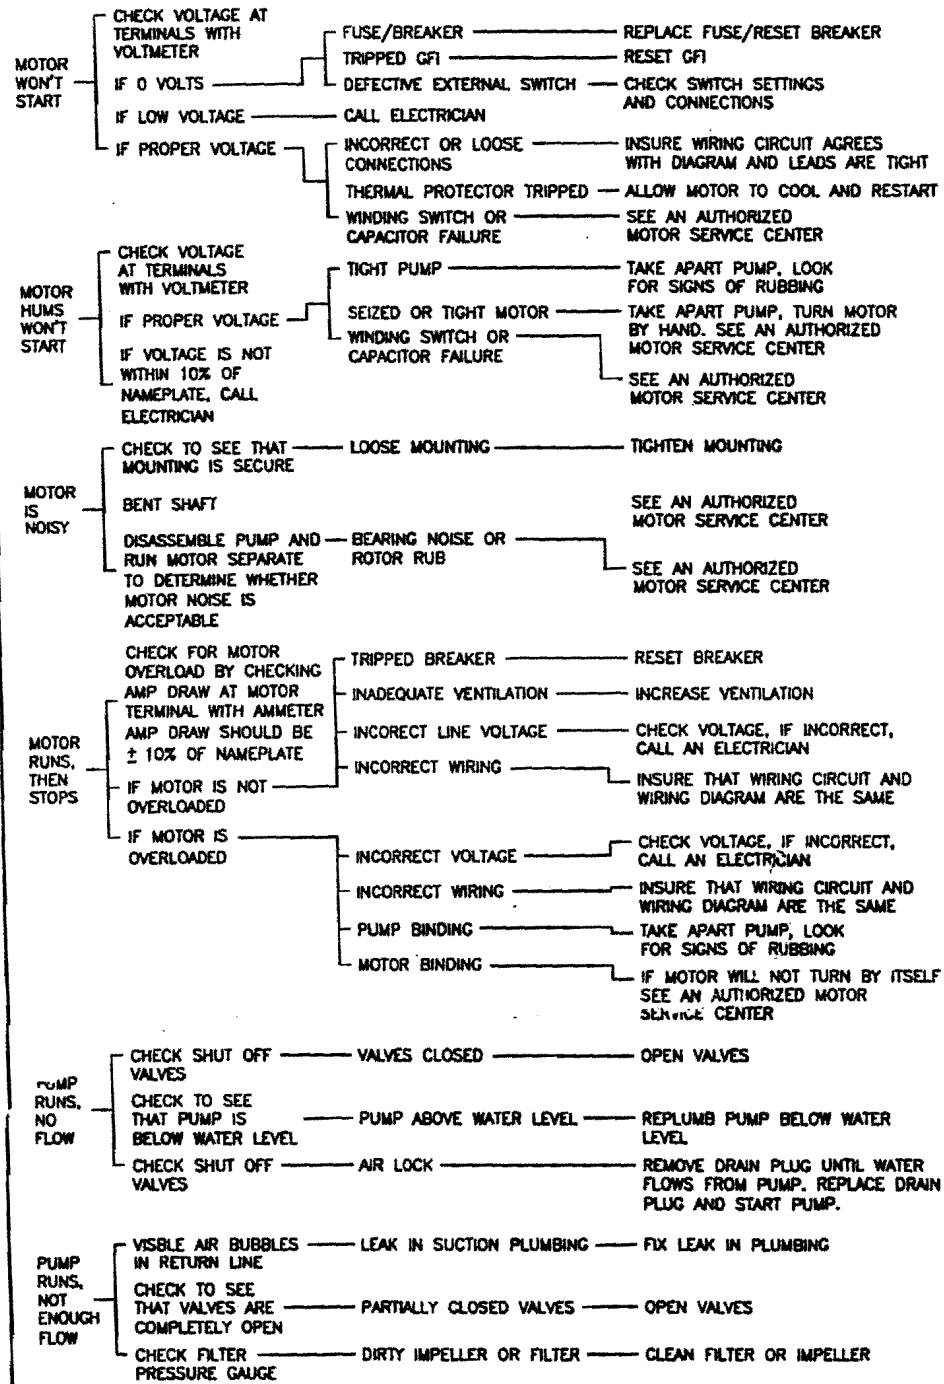 MOTOR
WON'T
START
CHECK VOLTAGE AT
TERMINALS WITH
VOLTMETER
IF 0 VOLTS
FUSE/BREAKER
REPLACE FUSE/RESET BREAKER
TRIPPED GFI
RESET GFI
DEFECTIVE EXTERNAL SWITCH
CHECK SWITCH SETTINGS
AND CONNECTIONS
IF LOW VOLTAGE
CALL ELECTRICIAN
IF PROPER VOLTAGE
INCORRECT OR LOOSE
CONNECTIONS
INSURE WIRING CIRCUIT AGREES
WITH DIAGRAM AND LEADS ARE TIGHT
THERMAL PROTECTOR TRIPPED
ALLOW MOTOR TO COOL AND RESTART
WINDING SWITCH OR
CAPACITOR FAILURE
SEE AN AUTHORIZED
MOTOR SERVICE CENTER
MOTOR
HUMS
WON'T
START
CHECK VOLTAGE
AT TERMINALS
WITH VOLTMETER
IF PROPER VOLTAGE
TIGHT PUMP
TAKE APART PUMP, LOOK
FOR SIGNS OF RUBBING
SEIZED OR TIGHT MOTOR
TAKE APART PUMP, TURN MOTOR
BY HAND. SEE AN AUTHORIZED
MOTOR SERVICE CENTER
WINDING SWITCH OR
CAPACITOR FAILURE
SEE AN AUTHORIZED
MOTOR SERVICE CENTER
IF VOLTAGE IS NOT
WITHIN 10% OF
NAMEPLATE, CALL
ELECTRICIAN
MOTOR
IS
NOISY
CHECK TO SEE THAT
MOUNTING IS SECURE
LOOSE MOUNTING
TIGHTEN MOUNTING
BENT SHAFT
SEE AN AUTHORIZED
MOTOR SERVICE CENTER
DISASSEMBLE PUMP AND
RUN MOTOR SEPARATE
TO DETERMINE WHETHER
MOTOR NOISE IS
ACCEPTABLE
BEARING NOISE OR
ROTOR RUB
SEE AN AUTHORIZED
MOTOR SERVICE CENTER
MOTOR
RUNS,
THEN
STOPS
CHECK FOR MOTOR
OVERLOAD BY CHECKING
AMP DRAW AT MOTOR
TERMINAL WITH AMMETER
AMP DRAW SHOULD BE
± 10% OF NAMEPLATE
IF MOTOR IS NOT
OVERLOADED
TRIPPED BREAKER
RESET BREAKER
INADEQUATE VENTILATION
INCREASE VENTILATION
INCORECT LINE VOLTAGE
CHECK VOLTAGE, IF INCORRECT,
CALL AN ELECTRICIAN
INCORRECT WIRING
INSURE THAT WIRING CIRCUIT AND
WIRING DIAGRAM ARE THE SAME
IF MOTOR IS
OVERLOADED
INCORRECT VOLTAGE
CHECK VOLTAGE, IF INCORRECT,
CALL AN ELECTRICIAN
INCORRECT WIRING
INSURE THAT WIRING CIRCUIT AND
WIRING DIAGRAM ARE THE SAME
PUMP BINDING
TAKE APART PUMP, LOOK
FOR SIGNS OF RUBBING
MOTOR BINDING
IF MOTOR WILL NOT TURN BY ITSELF
SEE AN AUTHORIZED MOTOR
SERVICE CENTER
PUMP
RUNS,
NO
FLOW
CHECK SHUT OFF
VALVES
VALVES CLOSED
OPEN VALVES
CHECK TO SEE
THAT PUMP IS
BELOW WATER LEVEL
PUMP ABOVE WATER LEVEL
REPLUMB PUMP BELOW WATER
LEVEL
CHECK SHUT OFF
VALVES
AIR LOCK
REMOVE DRAIN PLUG UNTIL WATER
FLOWS FROM PUMP. REPLACE DRAIN
PLUG AND START PUMP.
PUMP
RUNS,
NOT
ENOUGH
FLOW
VISBLE AIR BUBBLES
IN RETURN LINE
LEAK IN SUCTION PLUMBING
FIX LEAK IN PLUMBING
CHECK TO SEE
THAT VALVES ARE
COMPLETELY OPEN
PARTIALLY CLOSED VALVES
OPEN VALVES
CHECK FILTER
PRESSURE GAUGE
DIRTY IMPELLER OR FILTER
CLEAN FILTER OR IMPELLER